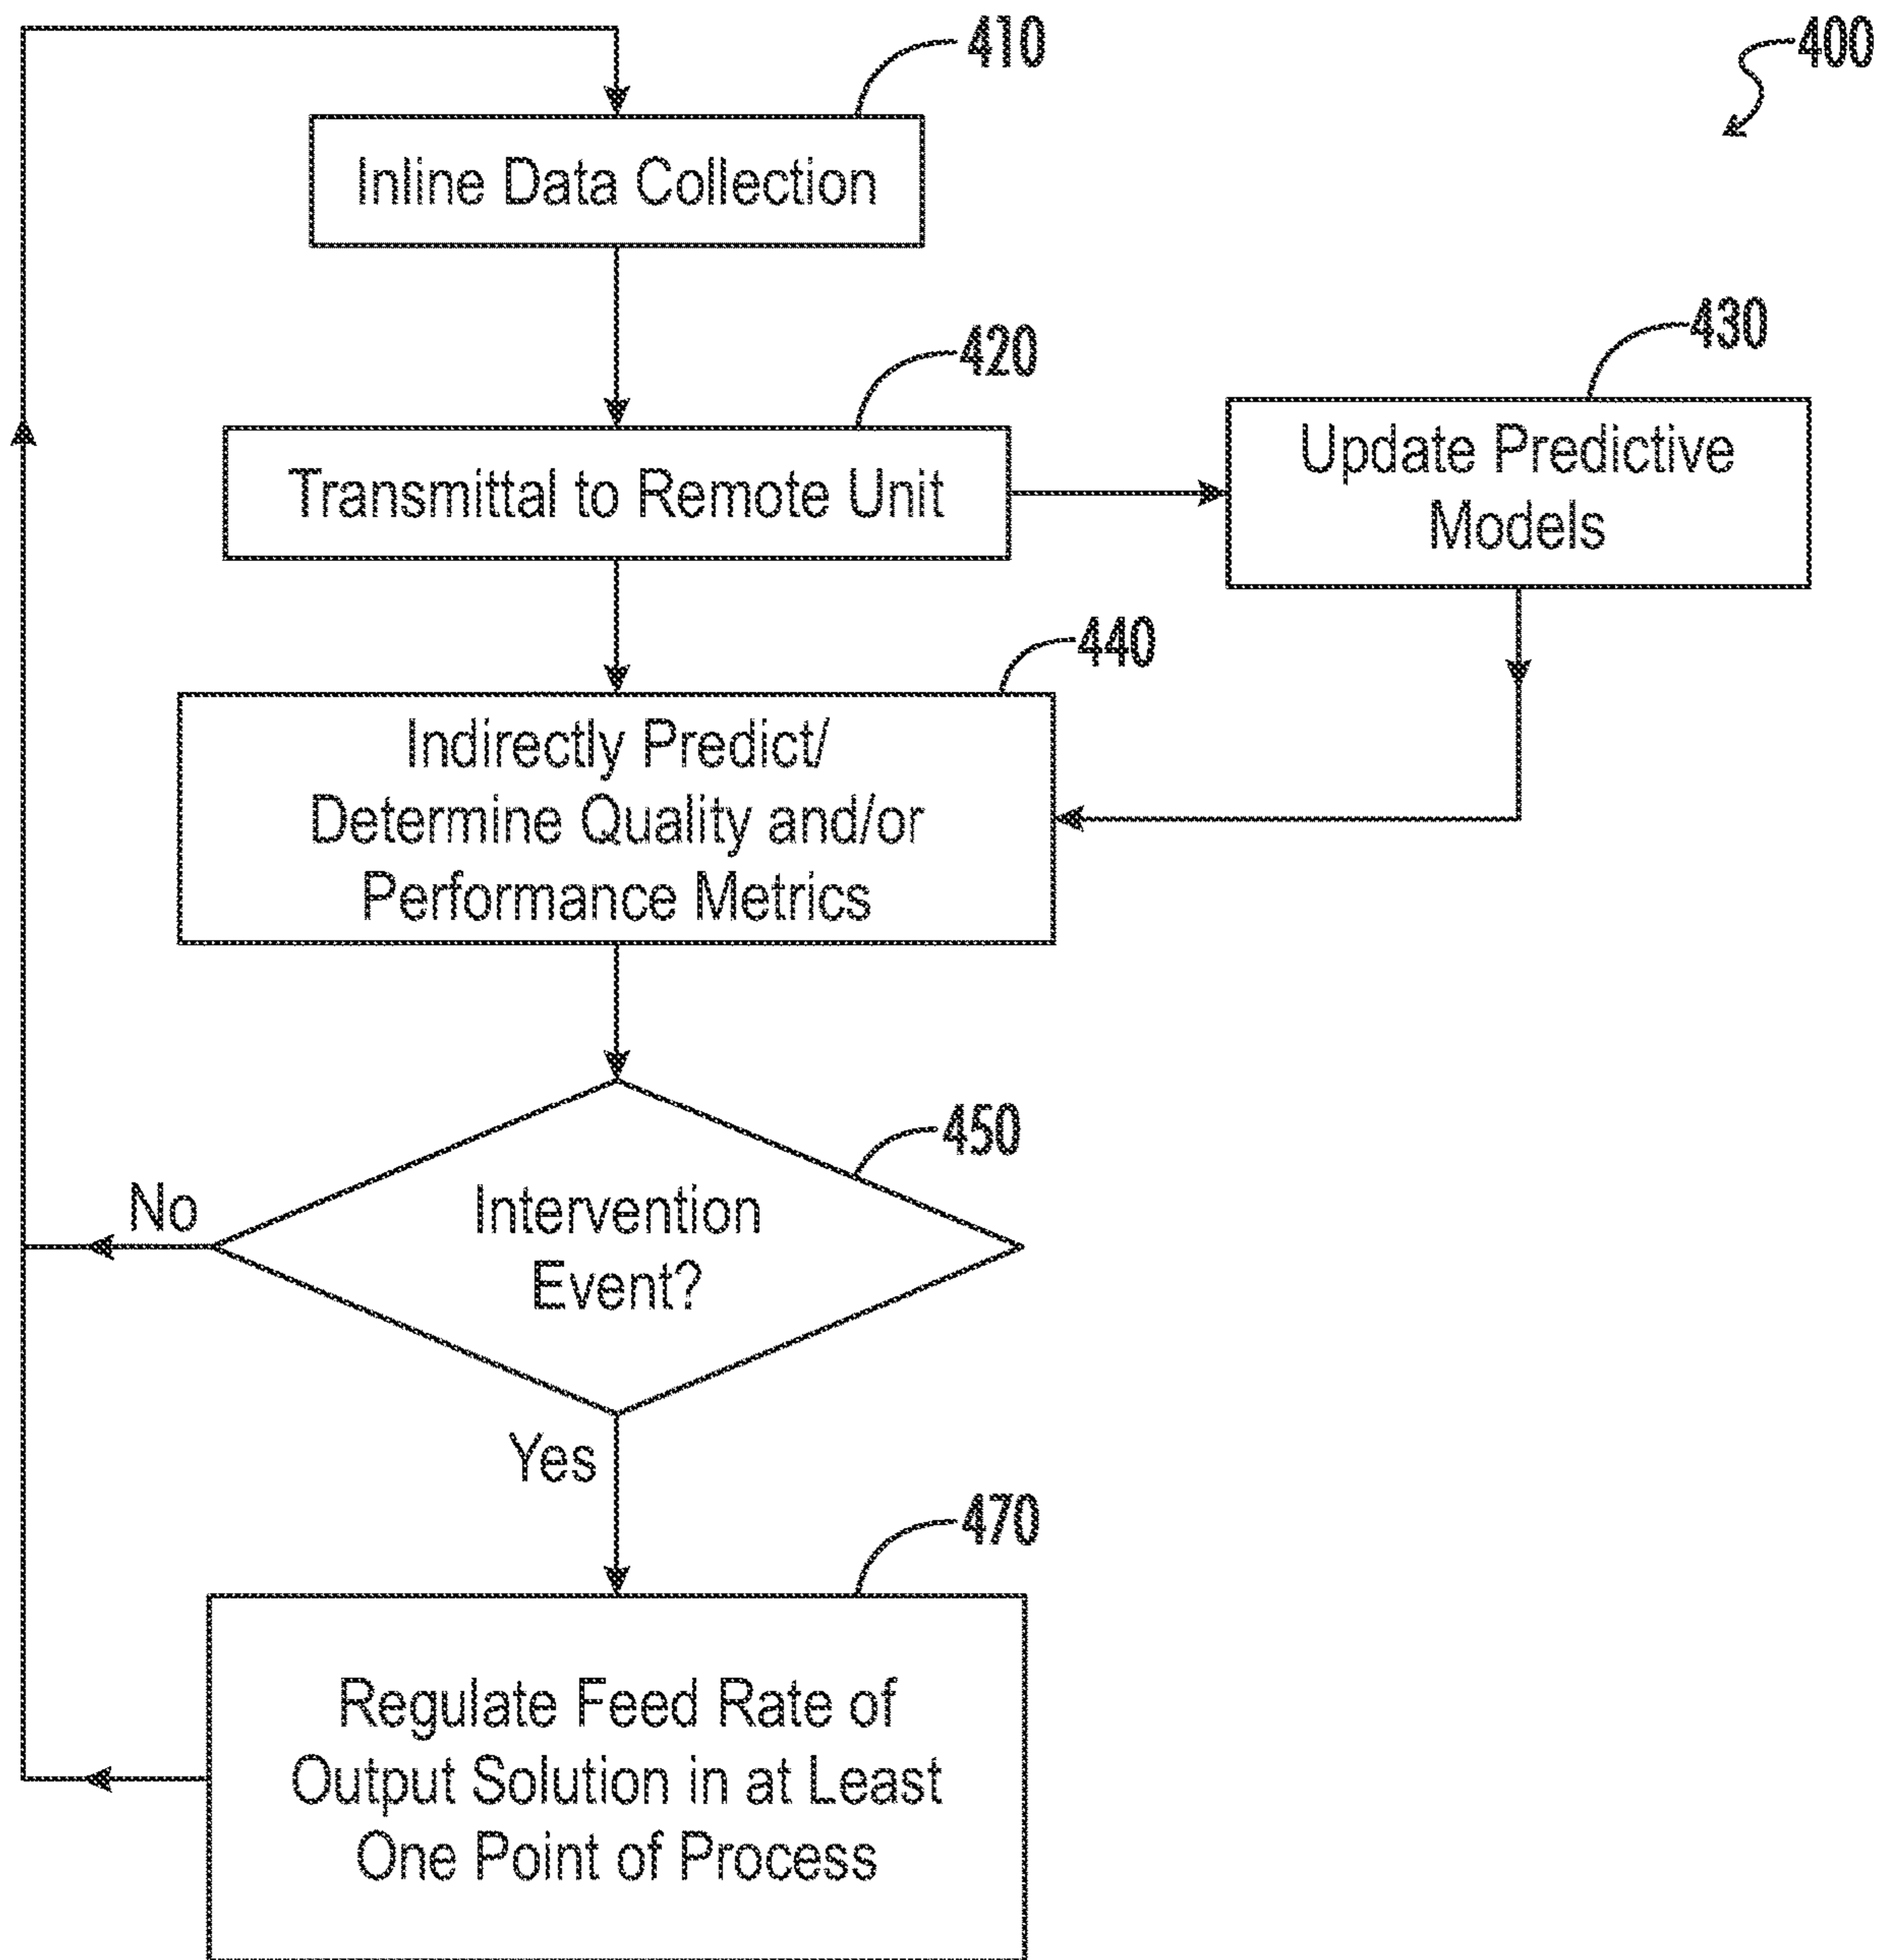 410
400
Inline Data Collection
420
430
Transmittal to Remote Unit
Update Predictive
Models
440
Indirectly Predict/
Determine Quality and/or
Performance Metrics
450
No
Intervention
Event?
Yes
470
Regulate Feed Rate of
Output Solution in at Least
One Point of Process